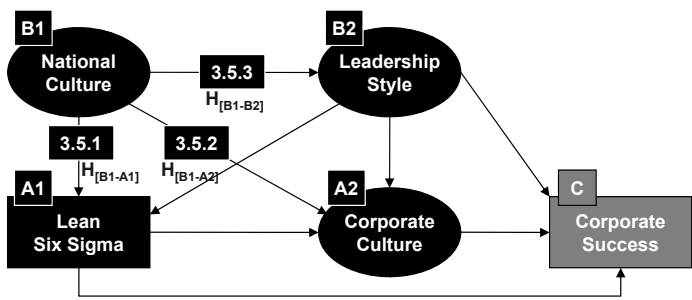 B1
National
Culture
3.5.3
H[B1-B2]
B2
Leadership
Style
3.5.1
H[B1-A1]
3.5.2
H[B1-A2]
A1
Lean
Six Sigma
A2
Corporate
Culture
C
Corporate
Success